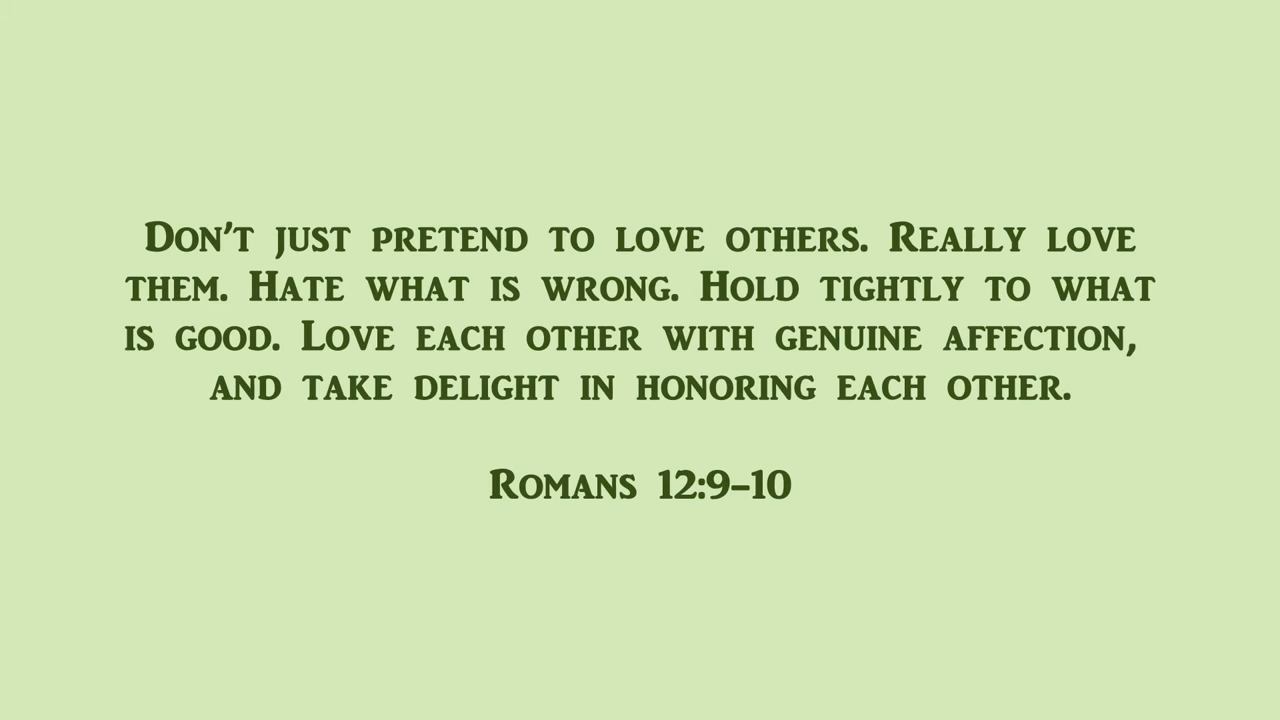 Don't just pretend to love others. Really love
them. Hate what is wrong. Hold tightly to what
is good. Love each other with genuine affection,
and take delight in honoring each other.
Romans 12:9–10